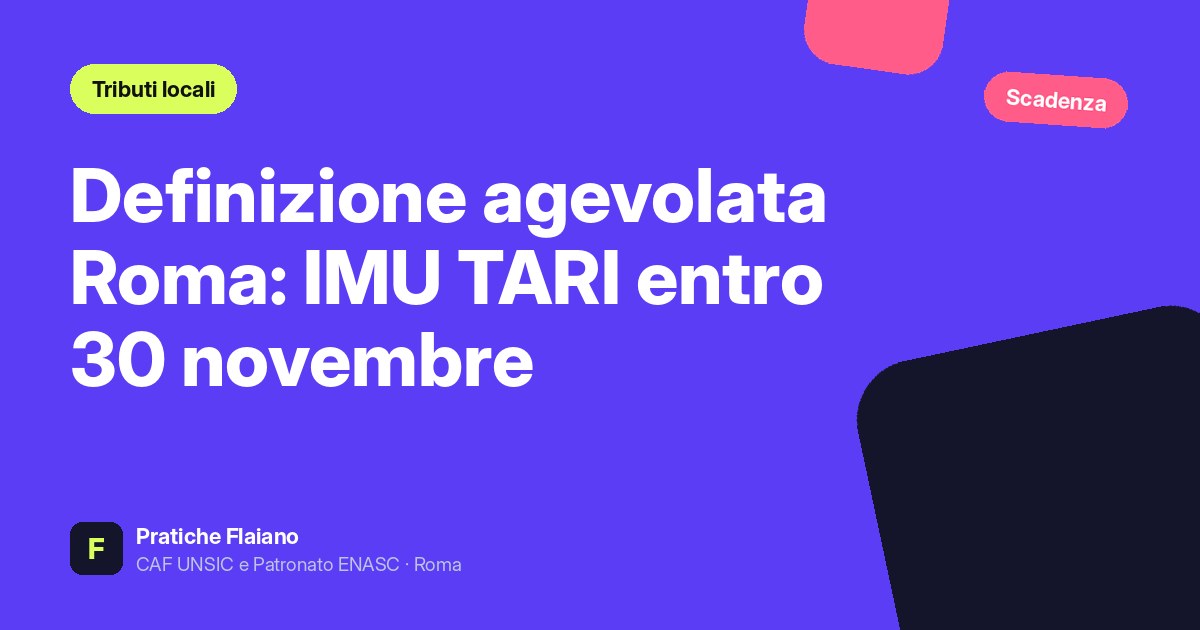 Tributi locali
Scadenza
Definizione agevolata
Roma: IMU TARI entro
30 novembre
F
Pratiche Flaiano
CAF UNSIC e Patronato ENASC · Roma